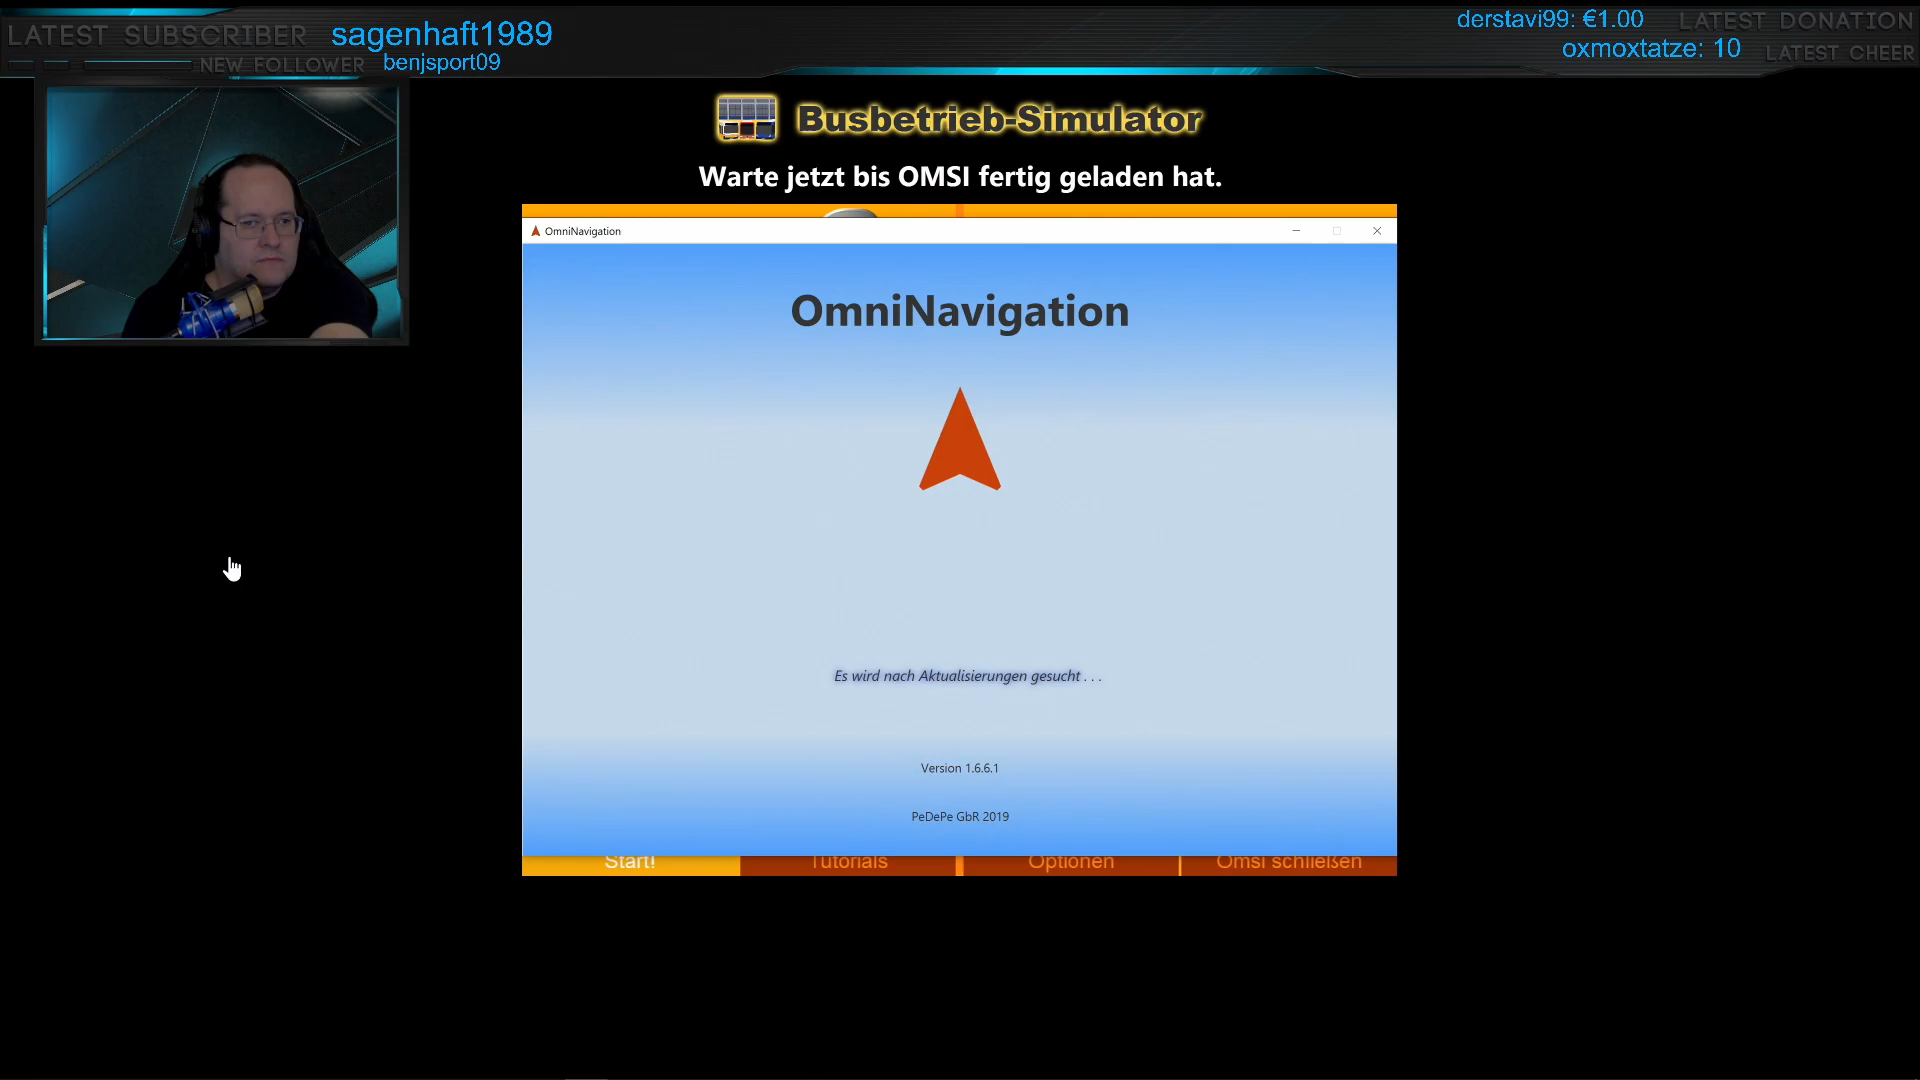 LATEST SUBSCRIBER sagenhaft1989
NEW FOLLOWER benjsport09
derstavi99: €1.00 LATEST DONATION
oxmoxtatze: 10 LATEST CHEER
Busbetrieb-Simulator
Warte jetzt bis OMSI fertig geladen hat.
OmniNavigation
OmniNavigation
Es wird nach Aktualisierungen gesucht . . .
Version 1.6.6.1
PeDePe GbR 2019
Start! Tutorials Optionen Omsi schließen